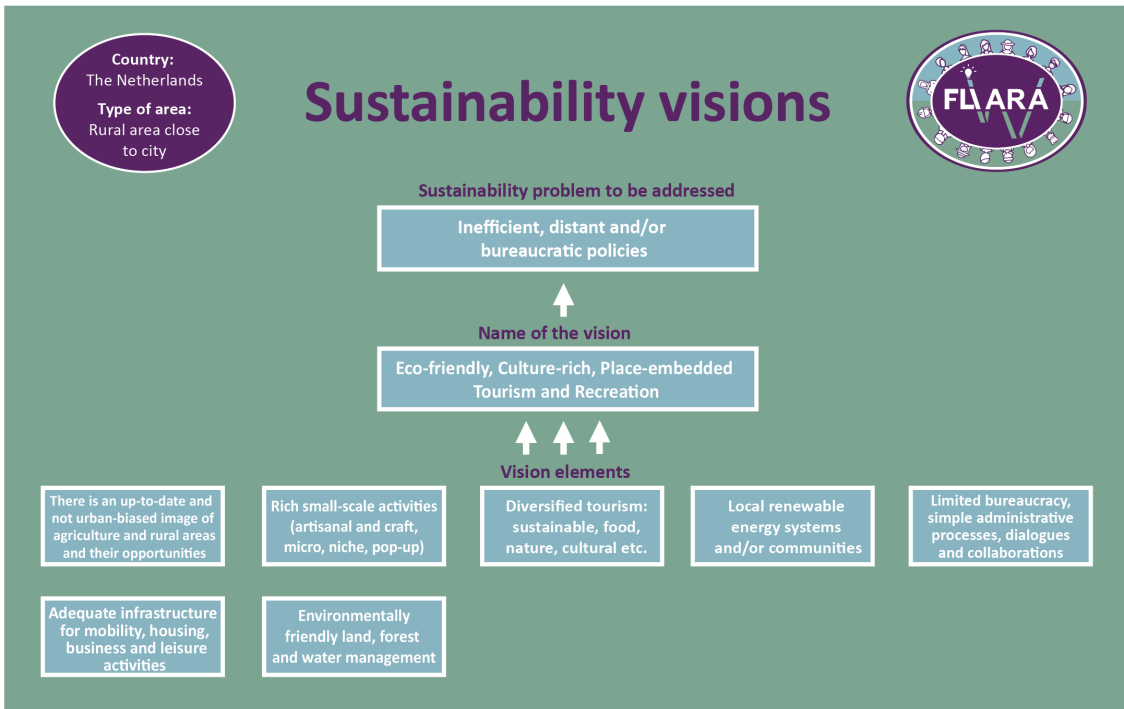 Country:
The Netherlands
Type of area:
Rural area close
to city
Sustainability visions
FLIARA
Sustainability problem to be addressed
Inefficient, distant and/or
bureaucratic policies
Name of the vision
Eco-friendly, Culture-rich, Place-embedded
Tourism and Recreation
Vision elements
There is an up-to-date and
not urban-biased image of
agriculture and rural areas
and their opportunities
Rich small-scale activities
(artisanal and craft,
micro, niche, pop-up)
Diversified tourism:
sustainable, food,
nature, cultural etc.
Local renewable
energy systems
and/or communities
Limited bureaucracy,
simple administrative
processes, dialogues
and collaborations
Adequate infrastructure
for mobility, housing,
business and leisure
activities
Environmentally
friendly land, forest
and water management